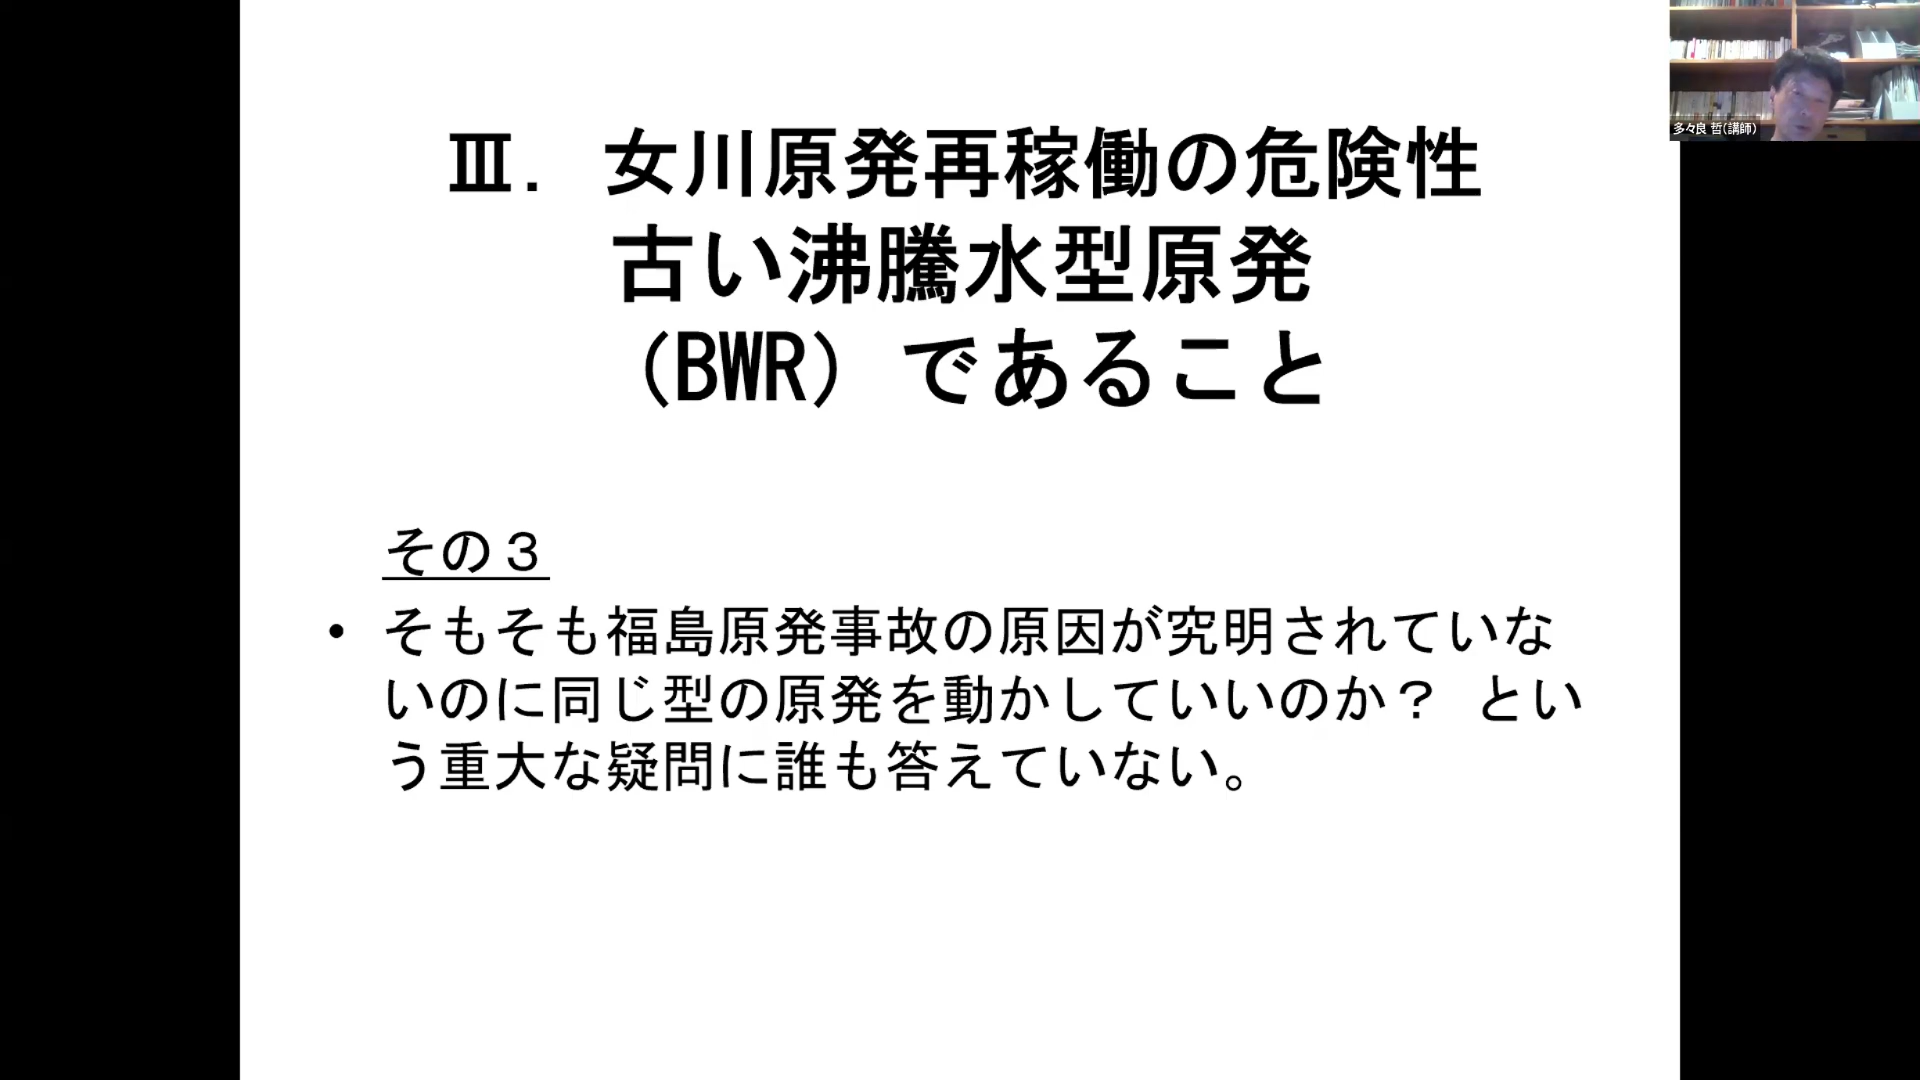 Ⅲ. 女川原発再稼働の危険性
古い沸騰水型原発
（BWR）であること
その３
• そもそも福島原発事故の原因が究明されていな
いのに同じ型の原発を動かしていいのか？ とい
う重大な疑問に誰も答えていない。
多々良 哲(講師)